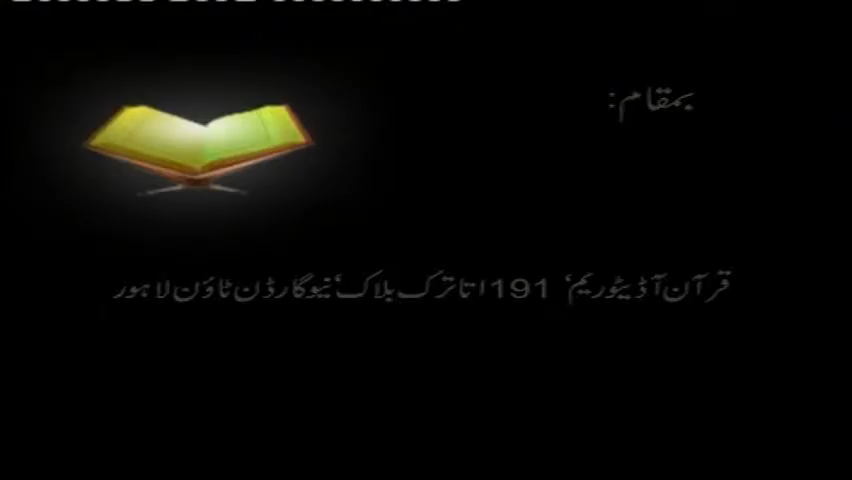 بمقام:
قرآن آڈیٹوریم، 191 اتاترک بلاک، نیو گارڈن ٹاؤن لاہور